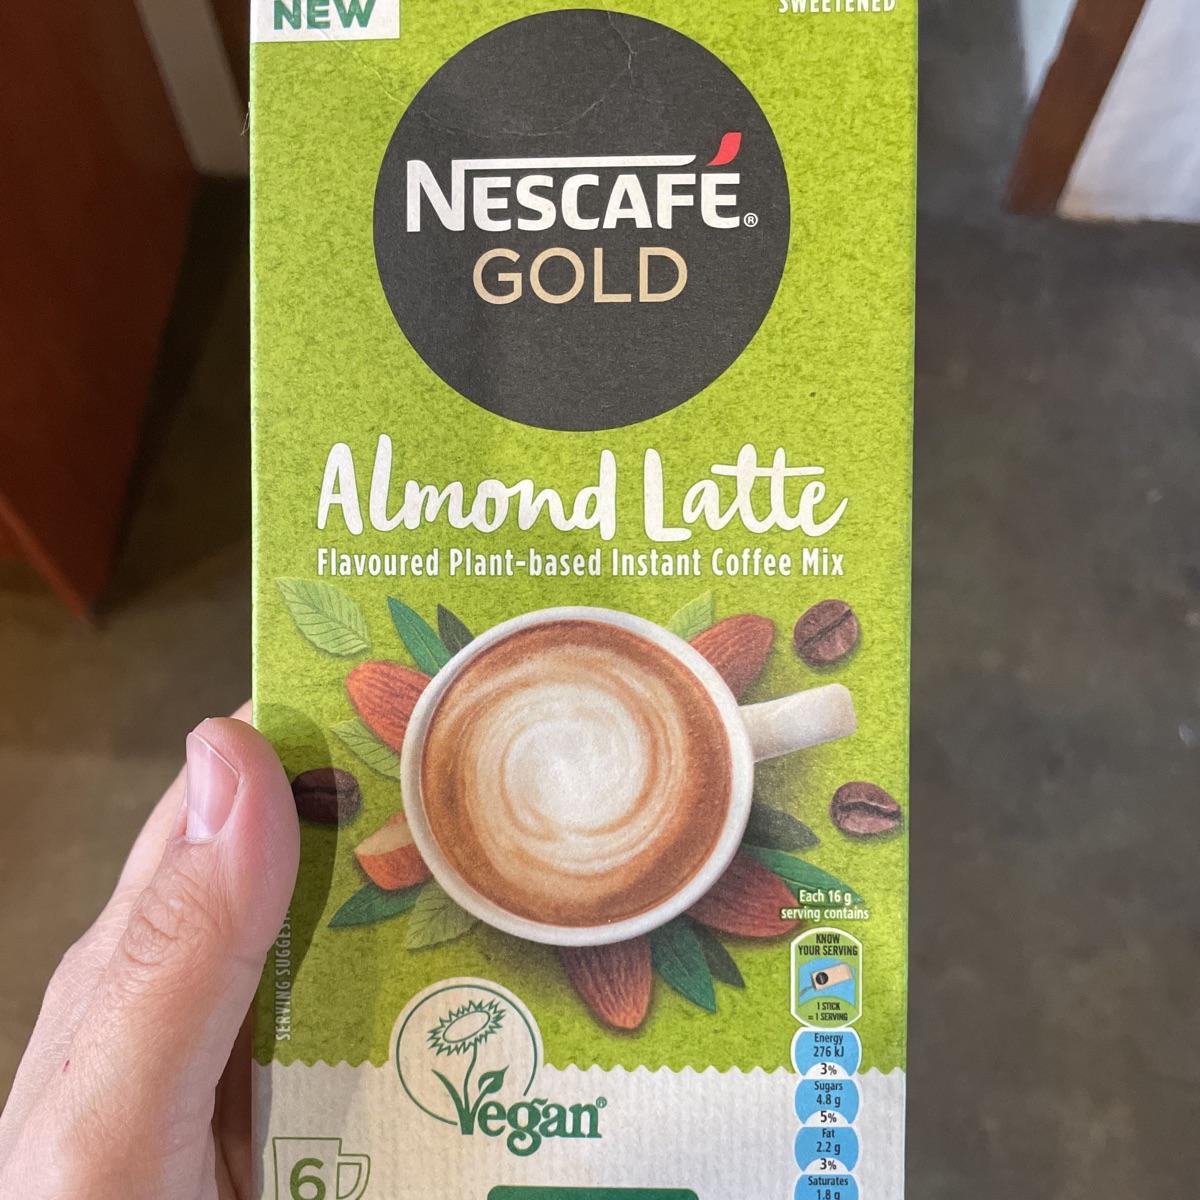 NEW
SWEETENED
NESCAFÉ®
GOLD
Almond Latte
Flavoured Plant-based Instant Coffee Mix
Each 16 g
serving contains
KNOW
YOUR SERVING
1 STICK
= 1 SERVING
Energy
276 kJ
3%
Sugars
4.8 g
5%
Fat
2.2 g
3%
Saturates
1.8 g
SERVING
Vegan®
6